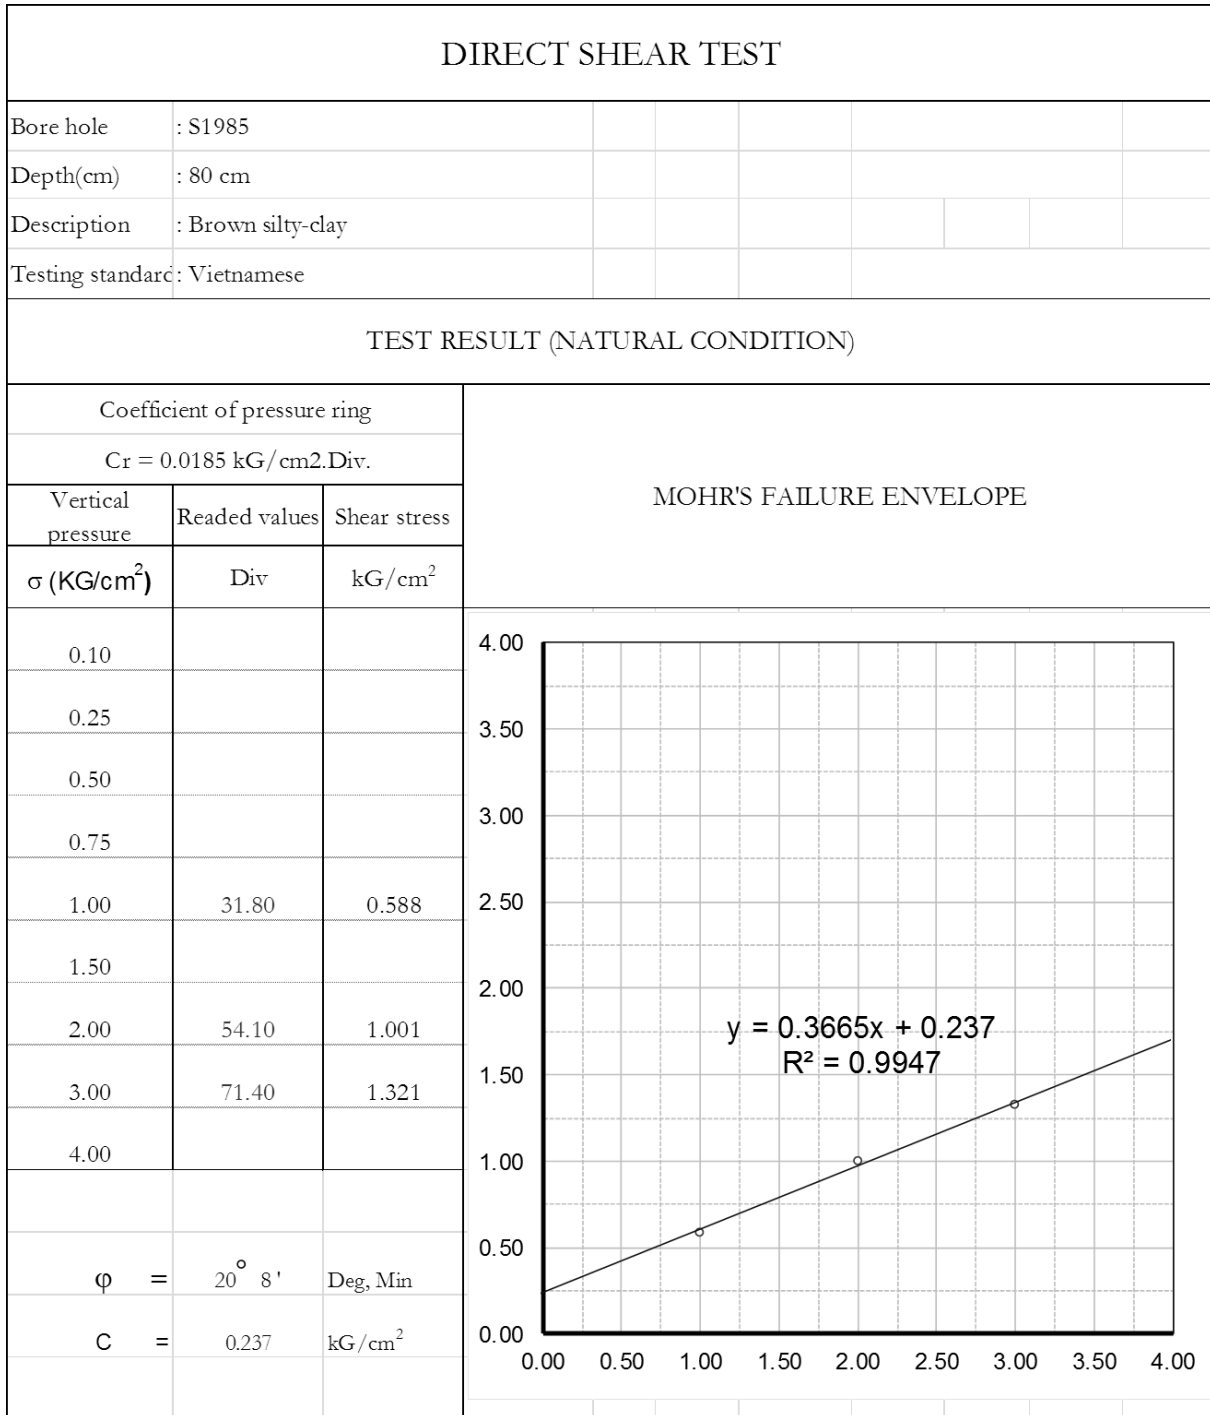 DIRECT SHEAR TEST
Bore hole : S1985
Depth(cm) : 80 cm
Description : Brown silty-clay
Testing standard : Vietnamese
TEST RESULT (NATURAL CONDITION)
Coefficient of pressure ring
Cr = 0.0185 kG/cm2.Div.
Vertical pressure Readed values Shear stress
σ (KG/cm²) Div kG/cm²
0.10
0.25
0.50
0.75
1.00 31.80 0.588
1.50
2.00 54.10 1.001
3.00 71.40 1.321
4.00
φ = 20° 8 ' Deg, Min
C = 0.237 kG/cm²
MOHR'S FAILURE ENVELOPE
4.00
3.50
3.00
2.50
2.00
y = 0.3665x + 0.237
R² = 0.9947
1.50
1.00
0.50
0.00
0.00 0.50 1.00 1.50 2.00 2.50 3.00 3.50 4.00